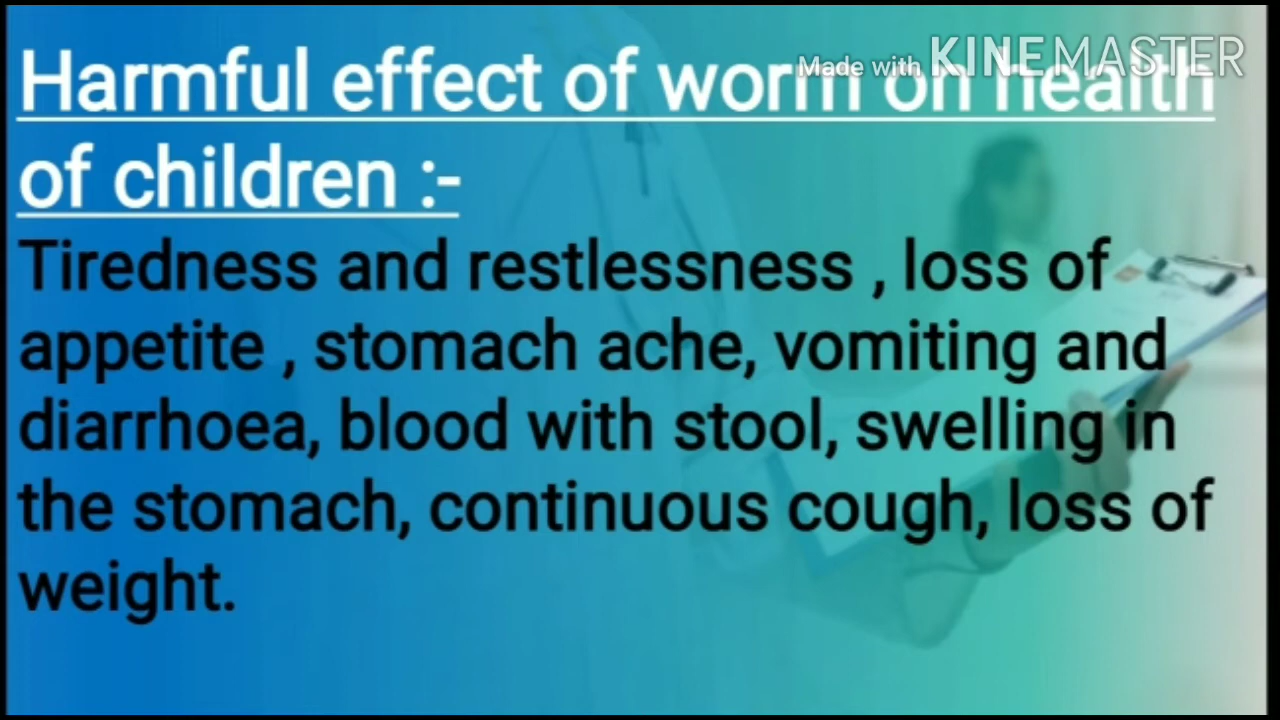 Made with KINEMASTER
Harmful effect of worm on health
of children :-
Tiredness and restlessness , loss of
appetite , stomach ache, vomiting and
diarrhoea, blood with stool, swelling in
the stomach, continuous cough, loss of
weight.